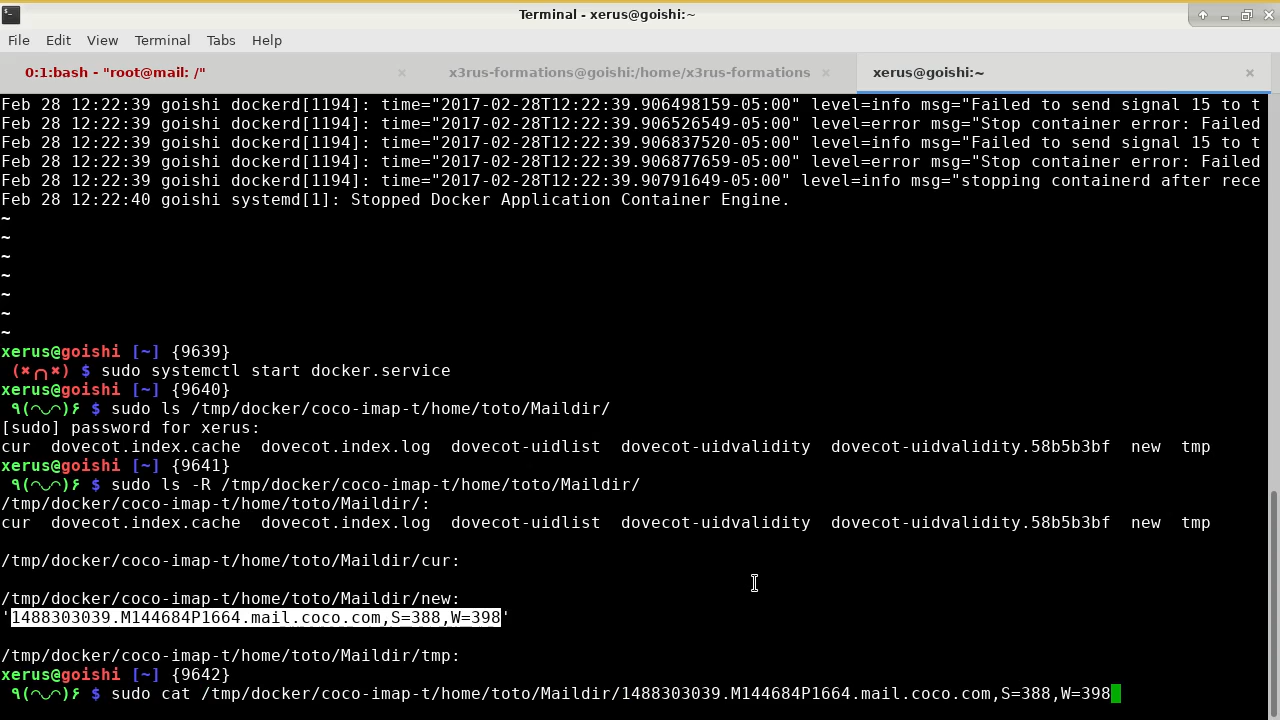 Terminal - xerus@goishi:~
File Edit View Terminal Tabs Help
0:1:bash - "root@mail: /" x3rus-formations@goishi:/home/x3rus-formations xerus@goishi:~
Feb 28 12:22:39 goishi dockerd[1194]: time="2017-02-28T12:22:39.906498159-05:00" level=info msg="Failed to send signal 15 to t
Feb 28 12:22:39 goishi dockerd[1194]: time="2017-02-28T12:22:39.906526549-05:00" level=error msg="Stop container error: Failed
Feb 28 12:22:39 goishi dockerd[1194]: time="2017-02-28T12:22:39.906837520-05:00" level=info msg="Failed to send signal 15 to t
Feb 28 12:22:39 goishi dockerd[1194]: time="2017-02-28T12:22:39.906877659-05:00" level=error msg="Stop container error: Failed
Feb 28 12:22:39 goishi dockerd[1194]: time="2017-02-28T12:22:39.90791649-05:00" level=info msg="stopping containerd after rece
Feb 28 12:22:40 goishi systemd[1]: Stopped Docker Application Container Engine.
~
~
~
~
~
~
~
xerus@goishi [~] {9639}
(✖╭╮✖) $ sudo systemctl start docker.service
xerus@goishi [~] {9640}
٩(◠◡◠)۶ $ sudo ls /tmp/docker/coco-imap-t/home/toto/Maildir/
[sudo] password for xerus:
cur dovecot.index.cache dovecot.index.log dovecot-uidlist dovecot-uidvalidity dovecot-uidvalidity.58b5b3bf new tmp
xerus@goishi [~] {9641}
٩(◠◡◠)۶ $ sudo ls -R /tmp/docker/coco-imap-t/home/toto/Maildir/
/tmp/docker/coco-imap-t/home/toto/Maildir/:
cur dovecot.index.cache dovecot.index.log dovecot-uidlist dovecot-uidvalidity dovecot-uidvalidity.58b5b3bf new tmp
/tmp/docker/coco-imap-t/home/toto/Maildir/cur:
/tmp/docker/coco-imap-t/home/toto/Maildir/new:
'1488303039.M144684P1664.mail.coco.com,S=388,W=398'
/tmp/docker/coco-imap-t/home/toto/Maildir/tmp:
xerus@goishi [~] {9642}
٩(◠◡◠)۶ $ sudo cat /tmp/docker/coco-imap-t/home/toto/Maildir/1488303039.M144684P1664.mail.coco.com,S=388,W=398